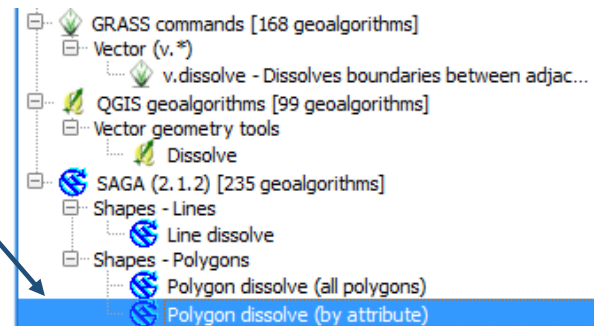 GRASS commands [168 geoalgorithms]
Vector (v.*)
v.dissolve - Dissolves boundaries between adjac...
QGIS geoalgorithms [99 geoalgorithms]
Vector geometry tools
Dissolve
SAGA (2.1.2) [235 geoalgorithms]
Shapes - Lines
Line dissolve
Shapes - Polygons
Polygon dissolve (all polygons)
Polygon dissolve (by attribute)